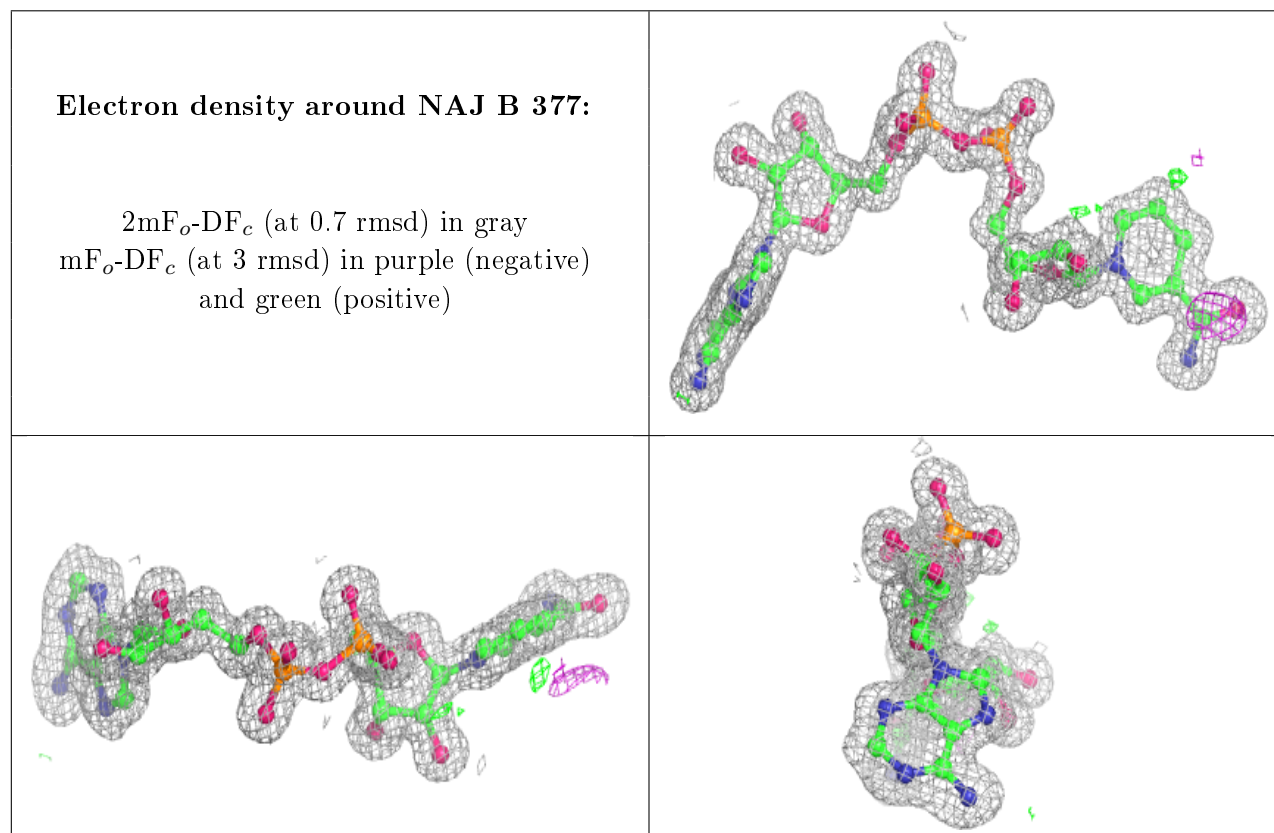 Electron density around NAJ B 377:
2mFo-DFc (at 0.7 rmsd) in gray
mFo-DFc (at 3 rmsd) in purple (negative)
and green (positive)